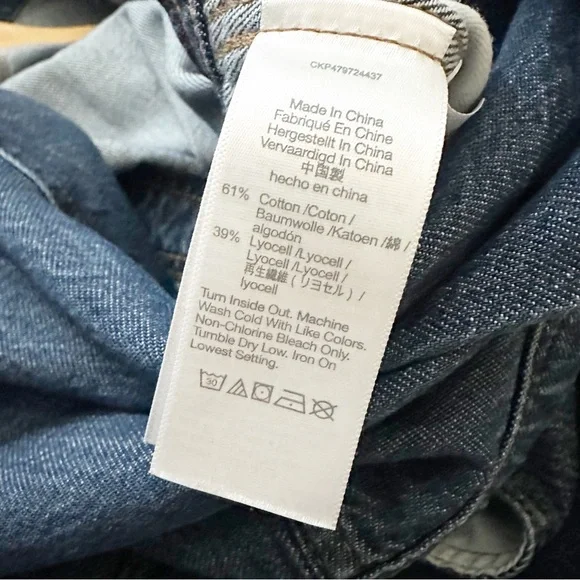 CKP479724437
Made In China
Fabriqué En Chine
Hergestellt In China
Vervaardigd In China
中国製
hecho en china
61% Cotton /Coton /
Baumwolle /Katoen /綿 /
algodón
39% Lyocell /Lyocell /
Lyocell /Lyocell /
再生繊維 (リヨセル) /
lyocell
Turn Inside Out. Machine
Wash Cold With Like Colors.
Non-Chlorine Bleach Only.
Tumble Dry Low. Iron On
Lowest Setting.
30